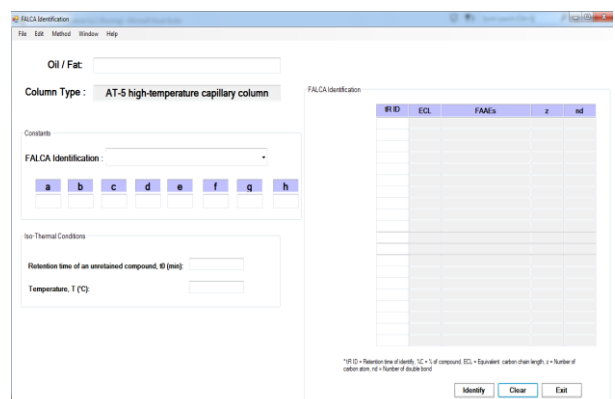 FALCA Identification
File Edit Method Window Help
Oil / Fat:
Column Type : AT-5 high-temperature capillary column
Constants
FALCA Identification :
a b c d e f g h
Iso-Thermal Conditions
Retention time of an unretained compound, t0 (min):
Temperature, T (°C):
FALCA Identification
tR ID ECL FAAEs z nd
*tR ID = Retention time of identify, %C = % of compound, ECL = Equivalent carbon chain length, z = Number of
carbon atom, nd = Number of double bond
Identify Clear Exit